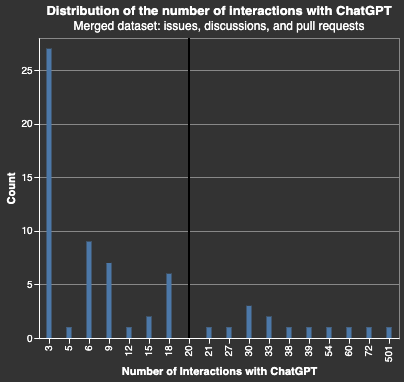 Distribution of the number of interactions with ChatGPT
Merged dataset: issues, discussions, and pull requests
Count
25
20
15
10
5
0
3 5 6 9 12 15 18 20 21 27 30 33 38 39 54 60 72 501
Number of Interactions with ChatGPT